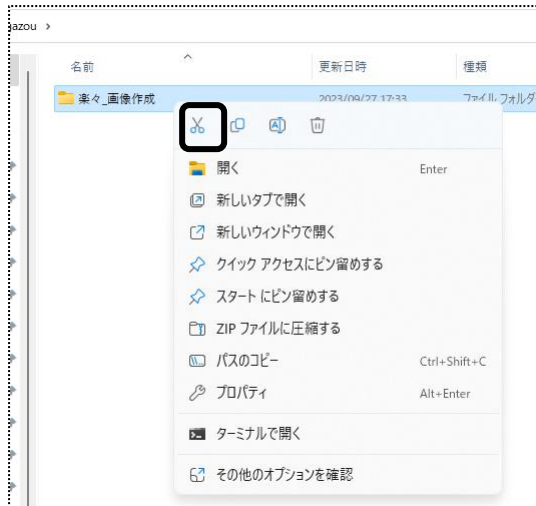 gazou >
名前 更新日時 種類
楽々_画像作成 2023/09/27 17:33 ファイル フォルダ
開く Enter
新しいタブで開く
新しいウィンドウで開く
クイック アクセスにピン留めする
スタート にピン留めする
ZIP ファイルに圧縮する
パスのコピー Ctrl+Shift+C
プロパティ Alt+Enter
ターミナルで開く
その他のオプションを確認